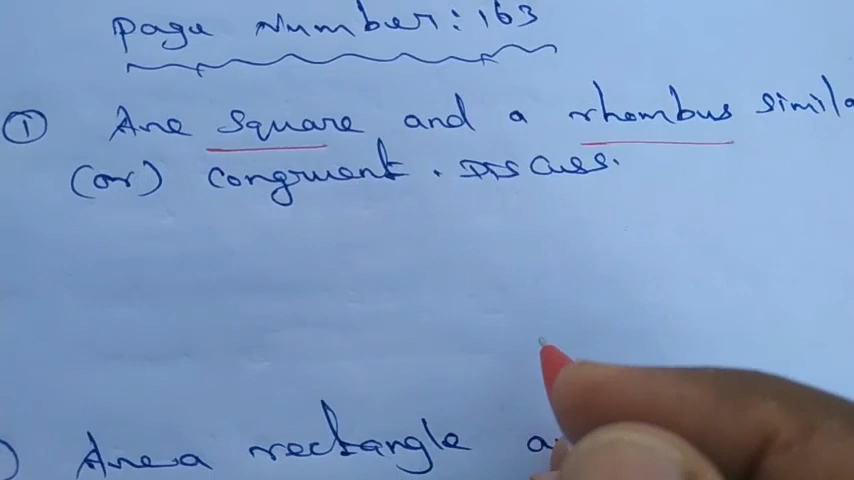 Page Number: 163
① Are square and a rhombus simila
(or) congruent. Discuss.
) Are a rectangle a